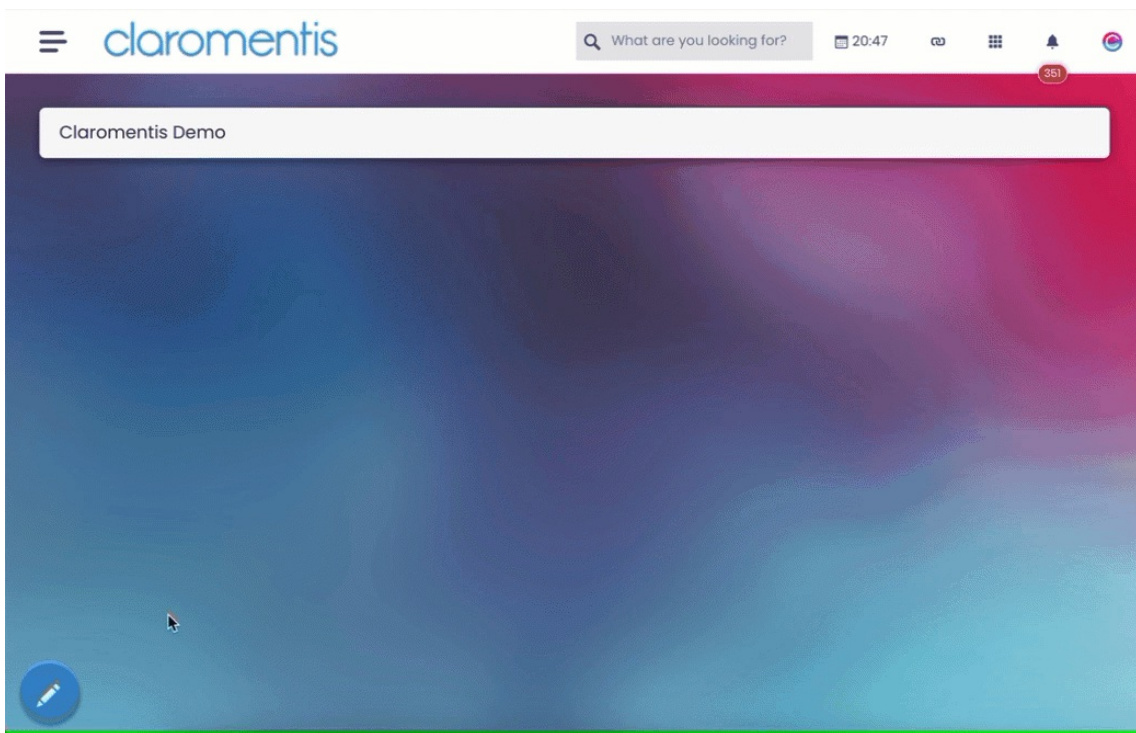 claromentis
What are you looking for?
20:47
351
Claromentis Demo